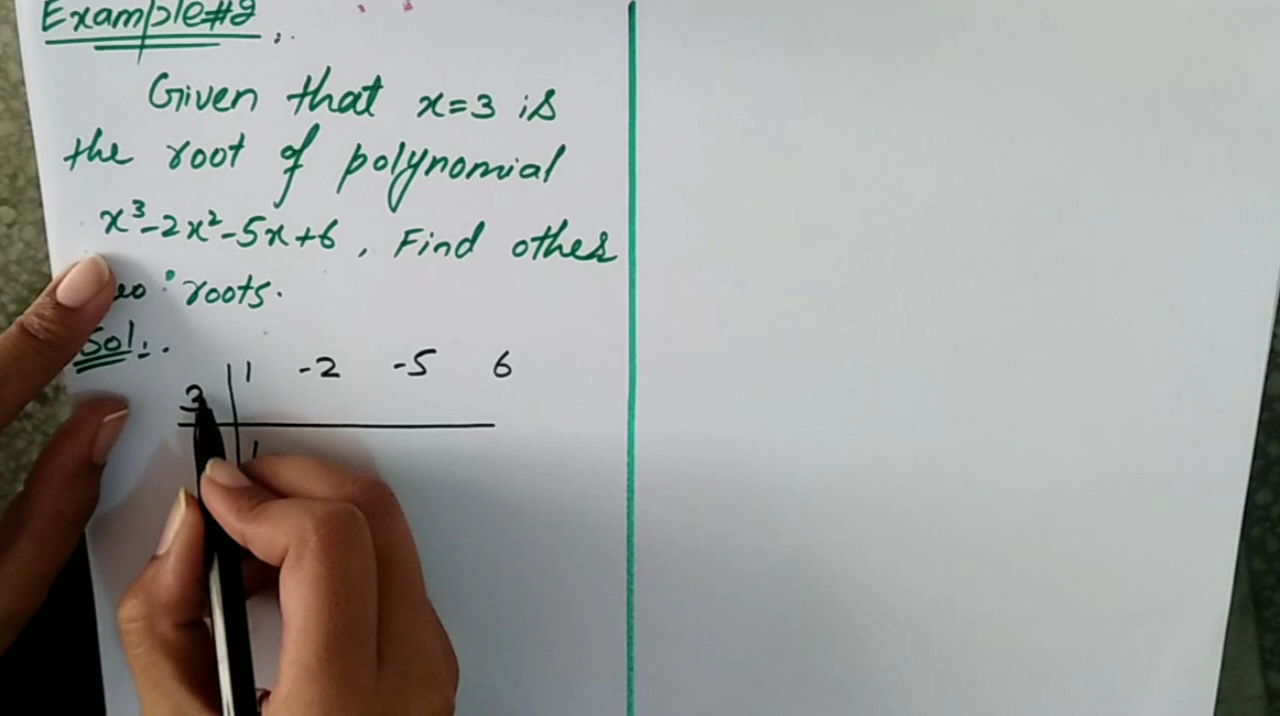 Example#2 :.
Given that x=3 is
the root of polynomial
x³-2x²-5x+6, Find other
roots.
Sol:.
1 -2 -5 6
3
1